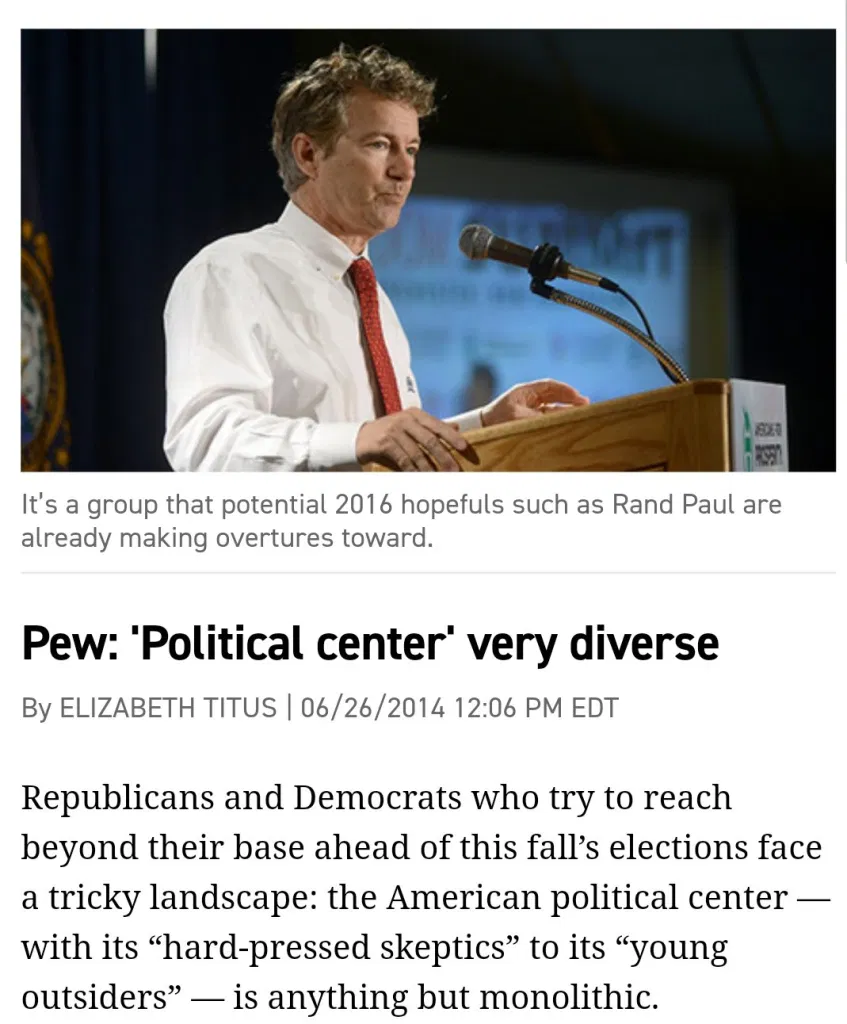 AMERICANS FOR
PROSPERITY
It's a group that potential 2016 hopefuls such as Rand Paul are
already making overtures toward.
Pew: 'Political center' very diverse
By ELIZABETH TITUS | 06/26/2014 12:06 PM EDT
Republicans and Democrats who try to reach
beyond their base ahead of this fall’s elections face
a tricky landscape: the American political center —
with its “hard-pressed skeptics” to its “young
outsiders” — is anything but monolithic.